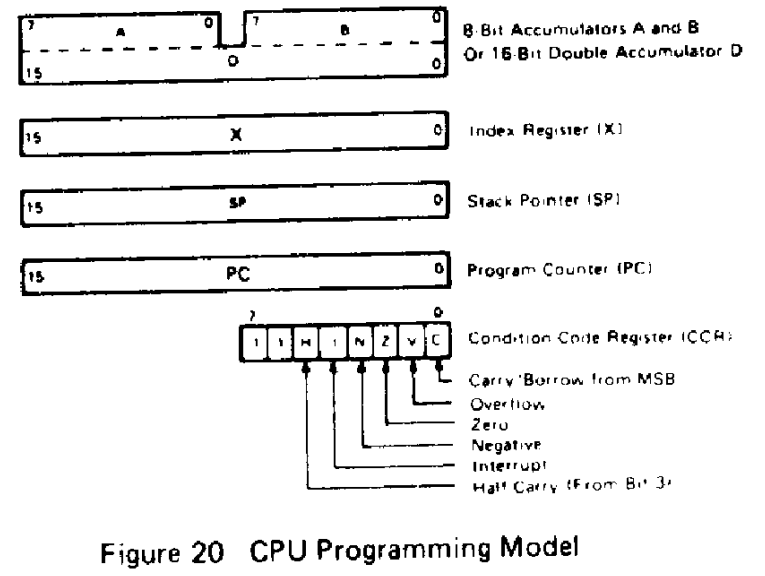 7 A 0 7 B 0
8-Bit Accumulators A and B
Or 16-Bit Double Accumulator D
15 D 0
15 X 0
Index Register (X)
15 SP 0
Stack Pointer (SP)
15 PC 0
Program Counter (PC)
7 0
1 1 H I N Z V C
Condition Code Register (CCR)
Carry/Borrow from MSB
Overflow
Zero
Negative
Interrupt
Half Carry (From Bit 3)
Figure 20 CPU Programming Model